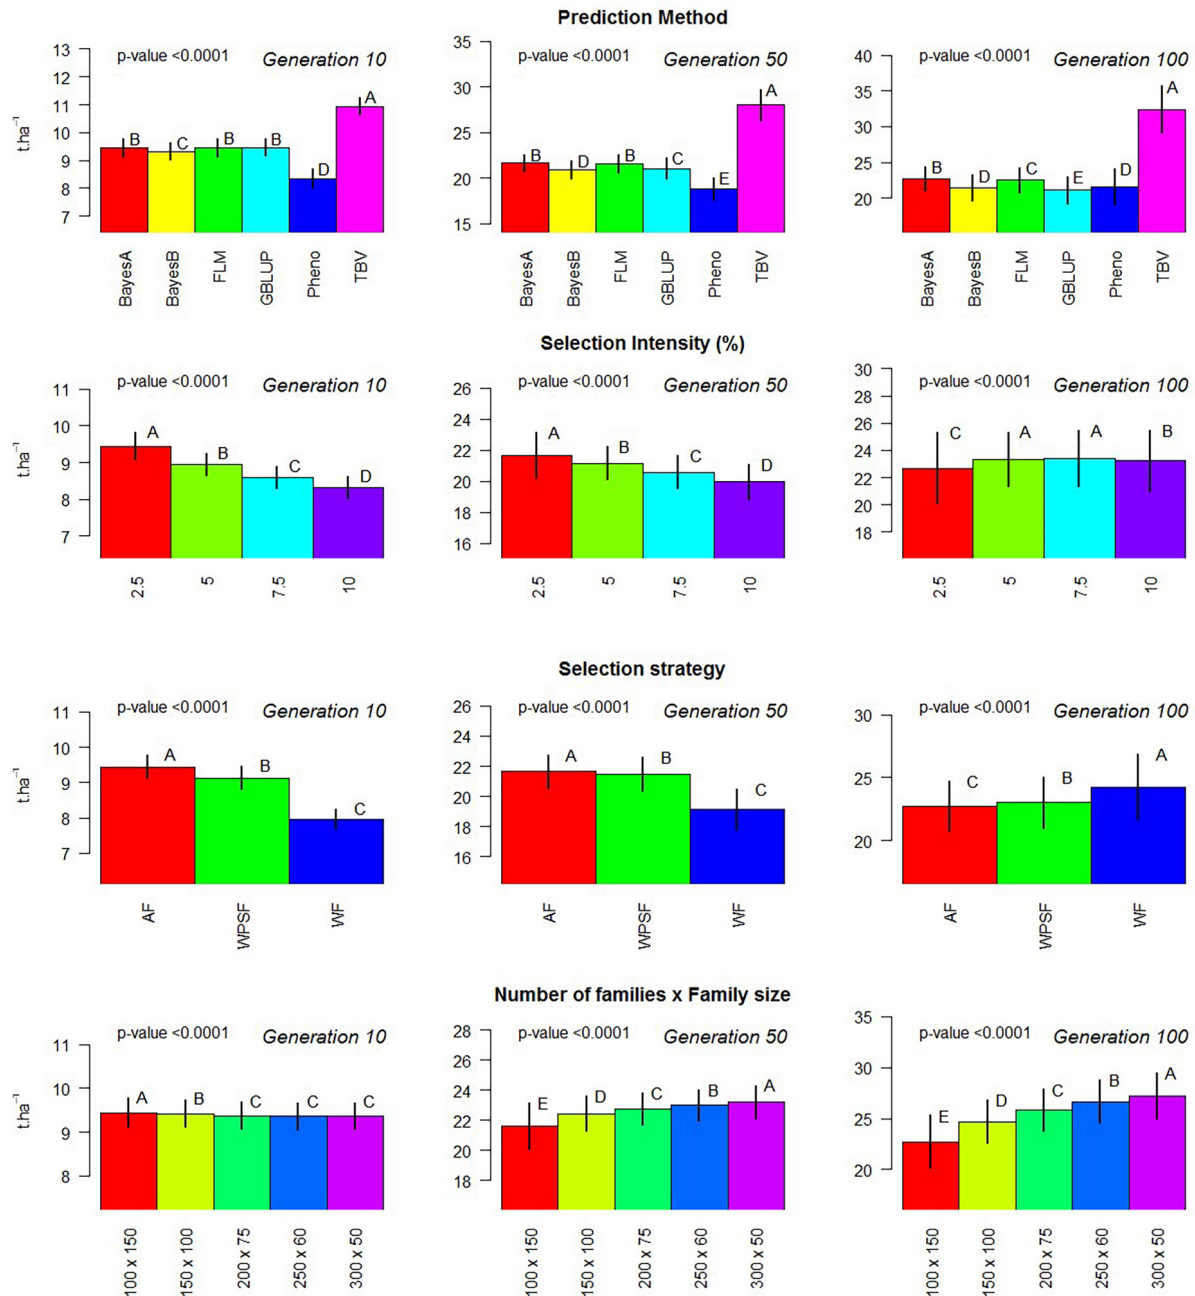 Prediction Method
p-value <0.0001 Generation 10
p-value <0.0001 Generation 50
p-value <0.0001 Generation 100
t.ha⁻¹
13
12
11
10
9
8
7
B C B B D A
BayesA BayesB FLM GBLUP Pheno TBV
35
30
25
20
15
B D B C E A
BayesA BayesB FLM GBLUP Pheno TBV
40
35
30
25
20
B D C E D A
BayesA BayesB FLM GBLUP Pheno TBV
Selection Intensity (%)
p-value <0.0001 Generation 10
p-value <0.0001 Generation 50
p-value <0.0001 Generation 100
t.ha⁻¹
11
10
9
8
7
A B C D
2.5 5 7.5 10
26
24
22
20
18
16
A B C D
2.5 5 7.5 10
30
28
26
24
22
20
18
C A A B
2.5 5 7.5 10
Selection strategy
p-value <0.0001 Generation 10
p-value <0.0001 Generation 50
p-value <0.0001 Generation 100
t.ha⁻¹
11
10
9
8
7
A B C
AF WPSF WF
26
24
22
20
18
16
A B C
AF WPSF WF
30
25
20
C B A
AF WPSF WF
Number of families x Family size
p-value <0.0001 Generation 10
p-value <0.0001 Generation 50
p-value <0.0001 Generation 100
t.ha⁻¹
11
10
9
8
A B C C C
100 x 150 150 x 100 200 x 75 250 x 60 300 x 50
28
26
24
22
20
18
E D C B A
100 x 150 150 x 100 200 x 75 250 x 60 300 x 50
35
30
25
20
E D C B A
100 x 150 150 x 100 200 x 75 250 x 60 300 x 50